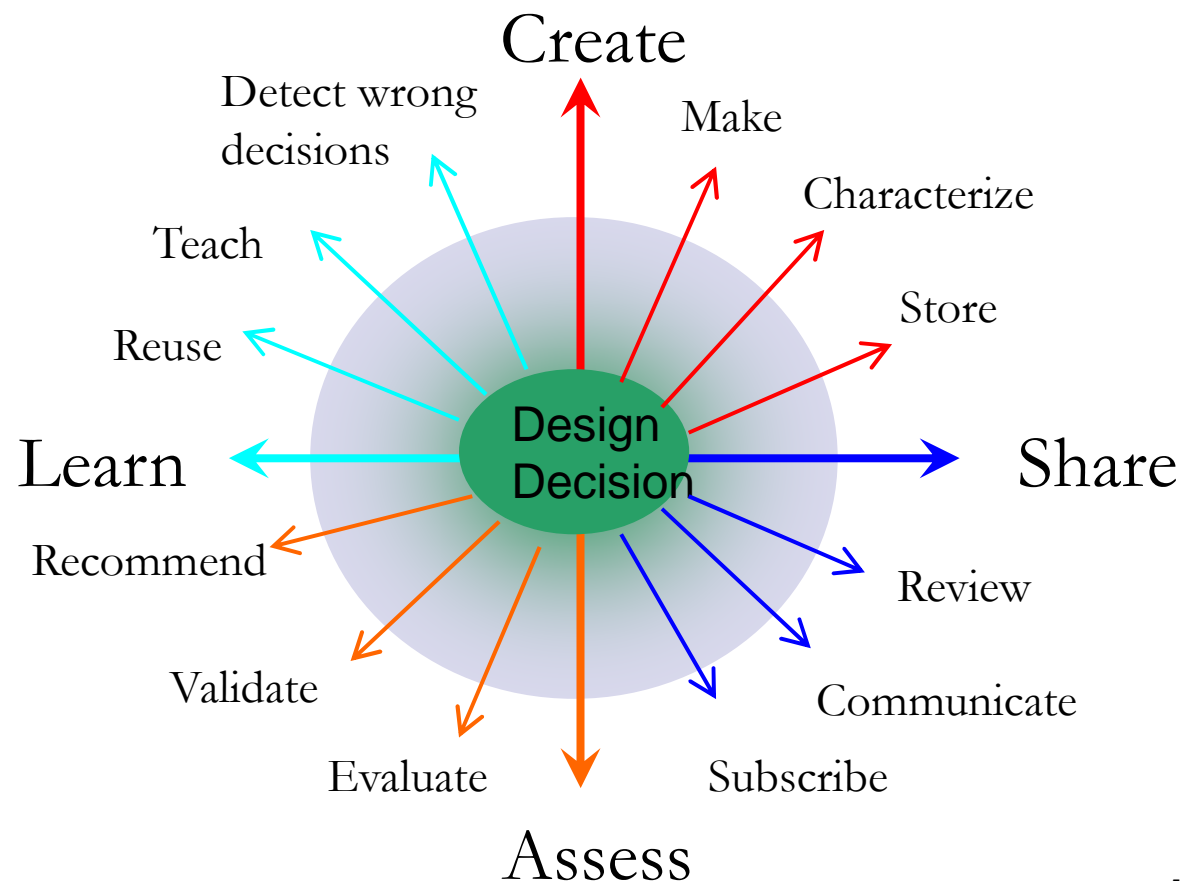 Create
Detect wrong
decisions
Make
Characterize
Teach
Store
Reuse
Design
Decision
Learn
Share
Recommend
Review
Validate
Communicate
Evaluate
Subscribe
Assess